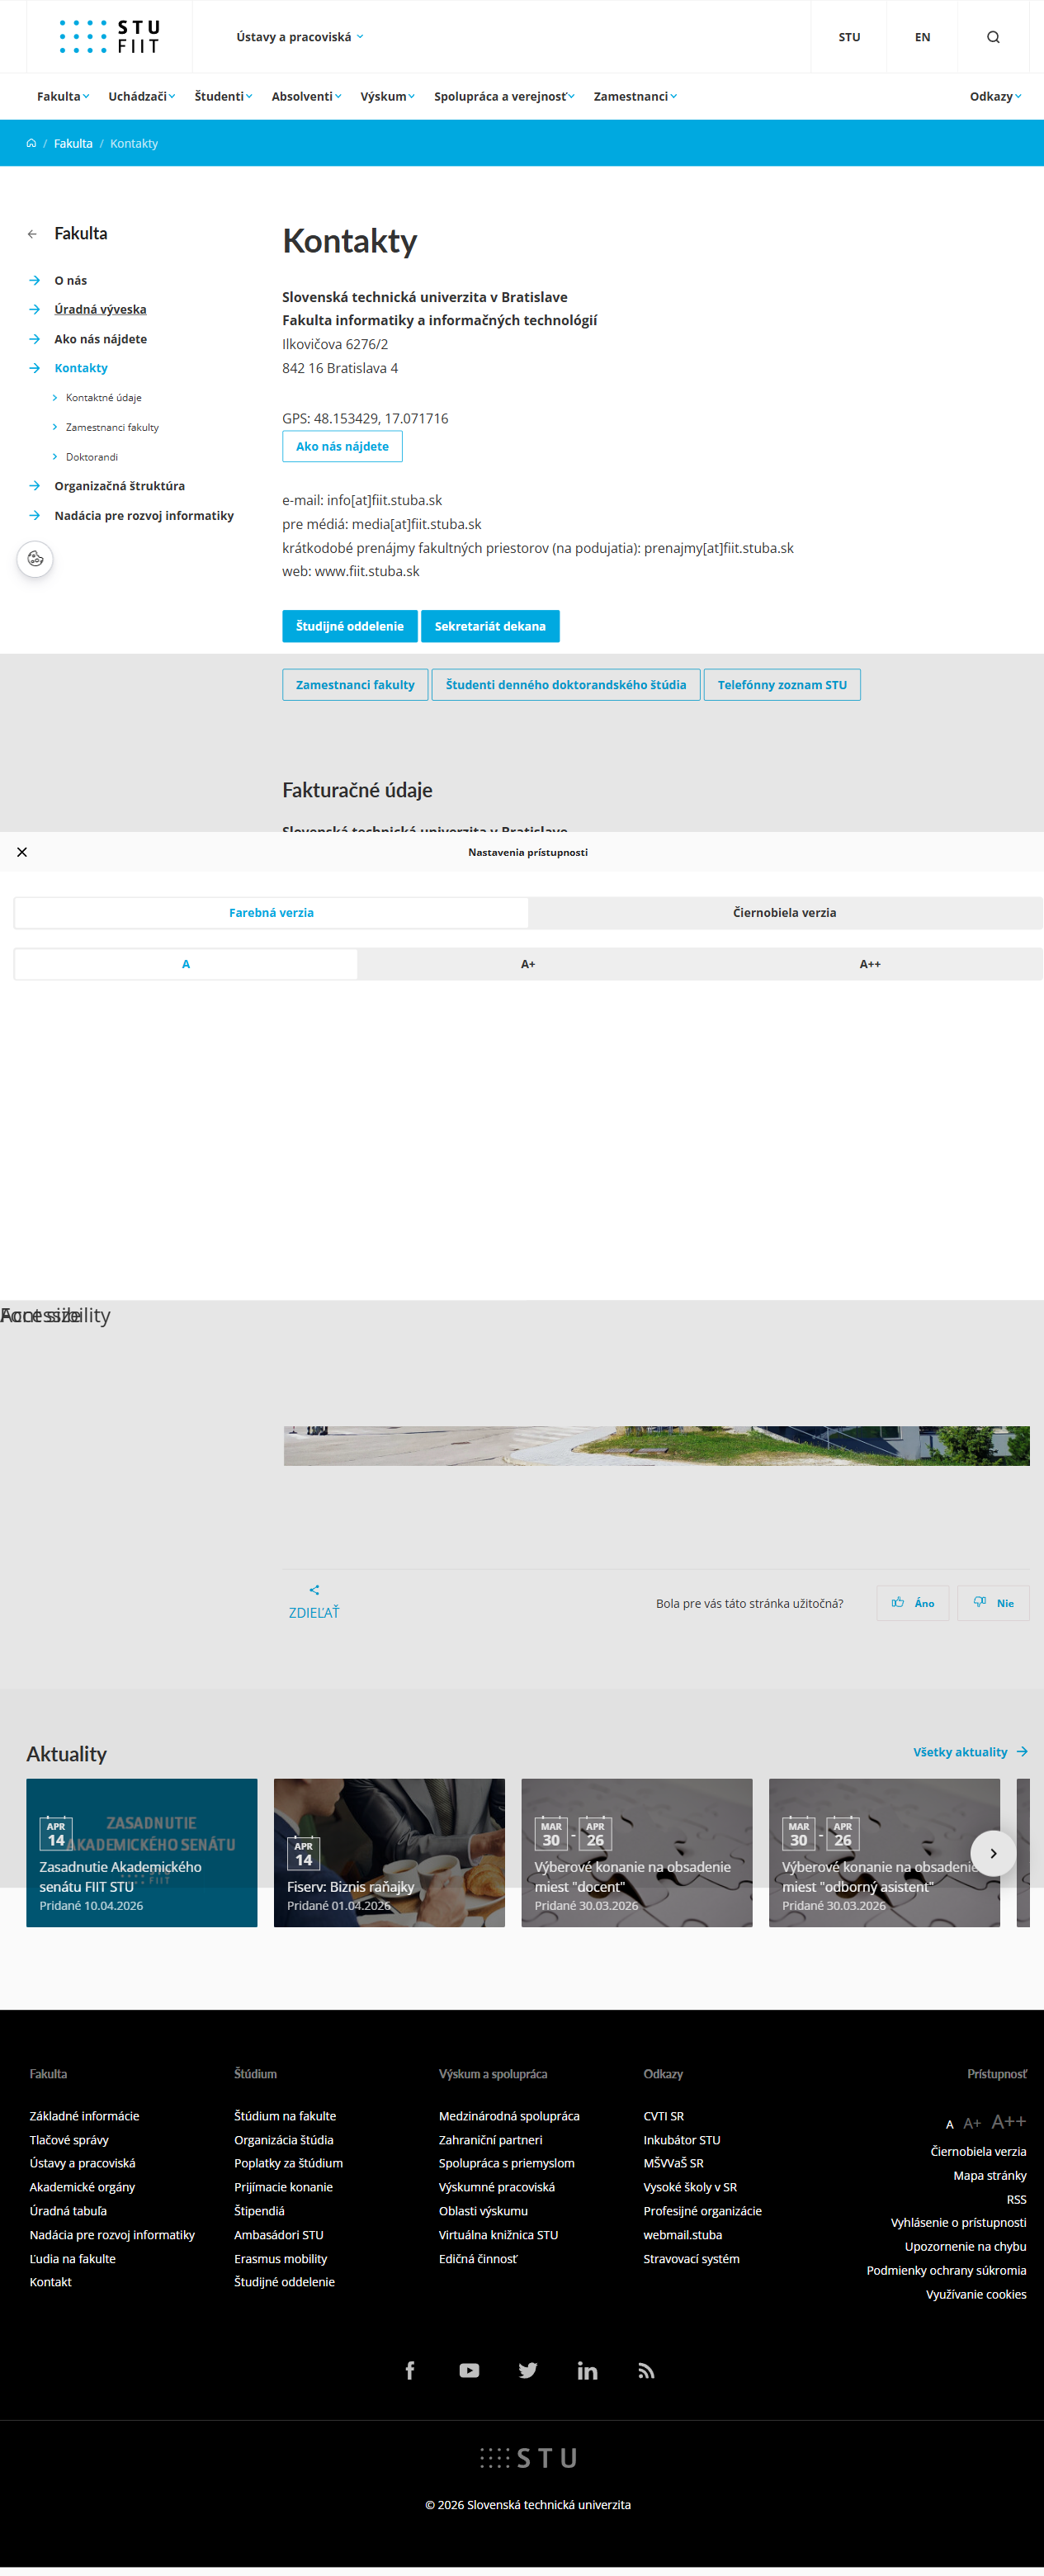 STU
FIIT
Ústavy a pracoviská
STU
EN
Fakulta
Uchádzači
Študenti
Absolventi
Výskum
Spolupráca a verejnosť
Zamestnanci
Odkazy
/ Fakulta / Kontakty
Fakulta
O nás
Úradná výveska
Ako nás nájdete
Kontakty
Kontaktné údaje
Zamestnanci fakulty
Doktorandi
Organizačná štruktúra
Nadácia pre rozvoj informatiky
Kontakty
Slovenská technická univerzita v Bratislave
Fakulta informatiky a informačných technológií
Ilkovičova 6276/2
842 16 Bratislava 4
GPS: 48.153429, 17.071716
Ako nás nájdete
e-mail: info[at]fiit.stuba.sk
pre médiá: media[at]fiit.stuba.sk
krátkodobé prenájmy fakultných priestorov (na podujatia): prenajmy[at]fiit.stuba.sk
web: www.fiit.stuba.sk
Študijné oddelenie
Sekretariát dekana
Zamestnanci fakulty
Študenti denného doktorandského štúdia
Telefónny zoznam STU
Fakturačné údaje
Slovenská technická univerzita v Bratislave
Nastavenia prístupnosti
Farebná verzia
Čiernobiela verzia
A
A+
A++
Accessibility
Font size
ZDIEĽAŤ
Bola pre vás táto stránka užitočná?
Áno
Nie
Aktuality
Všetky aktuality
ZASADNUTIE
AKADEMICKÉHO SENÁTU
APR
14
Zasadnutie Akademického
senátu FIIT STU
Pridané 10.04.2026
APR
14
Fiserv: Biznis raňajky
Pridané 01.04.2026
MAR
30
-
APR
26
Výberové konanie na obsadenie
miest "docent"
Pridané 30.03.2026
MAR
30
-
APR
26
Výberové konanie na obsadenie
miest "odborný asistent"
Pridané 30.03.2026
Fakulta
Základné informácie
Tlačové správy
Ústavy a pracoviská
Akademické orgány
Úradná tabuľa
Nadácia pre rozvoj informatiky
Ľudia na fakulte
Kontakt
Štúdium
Štúdium na fakulte
Organizácia štúdia
Poplatky za štúdium
Prijímacie konanie
Štipendiá
Ambasádori STU
Erasmus mobility
Študijné oddelenie
Výskum a spolupráca
Medzinárodná spolupráca
Zahraniční partneri
Spolupráca s priemyslom
Výskumné pracoviská
Oblasti výskumu
Virtuálna knižnica STU
Edičná činnosť
Odkazy
CVTI SR
Inkubátor STU
MŠVVaŠ SR
Vysoké školy v SR
Profesijné organizácie
webmail.stuba
Stravovací systém
Prístupnosť
A A+ A++
Čiernobiela verzia
Mapa stránky
RSS
Vyhlásenie o prístupnosti
Upozornenie na chybu
Podmienky ochrany súkromia
Využívanie cookies
STU
© 2026 Slovenská technická univerzita